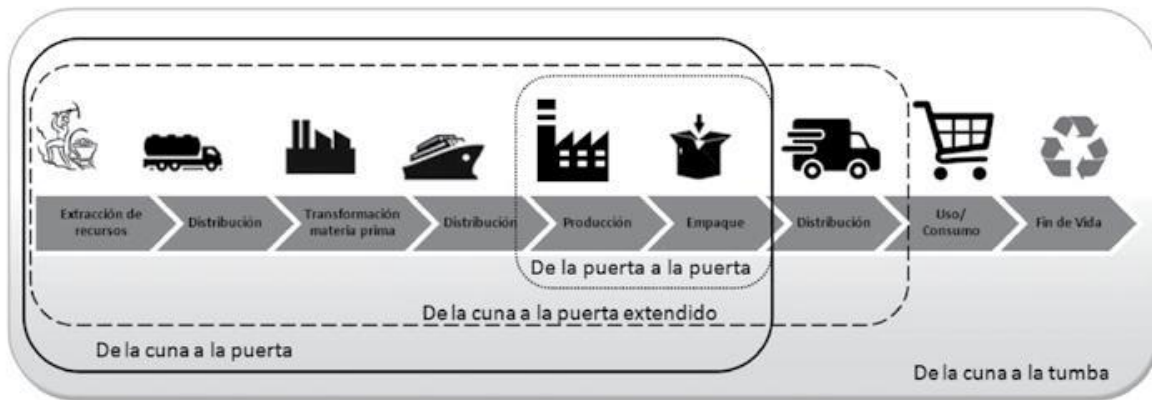 Extracción de
recursos
Distribución
Transformación
materia prima
Distribución
Producción
Empaque
Distribución
Uso/
Consumo
Fin de Vida
De la puerta a la puerta
De la cuna a la puerta extendido
De la cuna a la puerta
De la cuna a la tumba